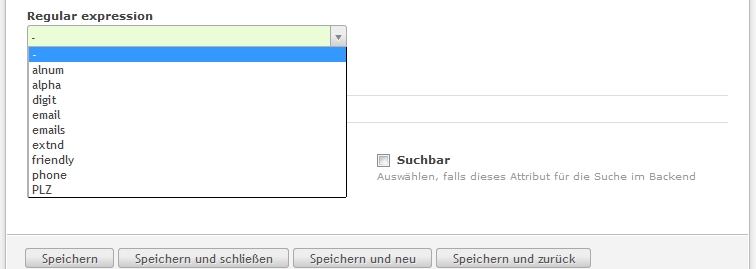 Regular expression
-
-
alnum
alpha
digit
email
emails
extnd
friendly
phone
PLZ
Suchbar
Auswählen, falls dieses Attribut für die Suche im Backend
Speichern Speichern und schließen Speichern und neu Speichern und zurück